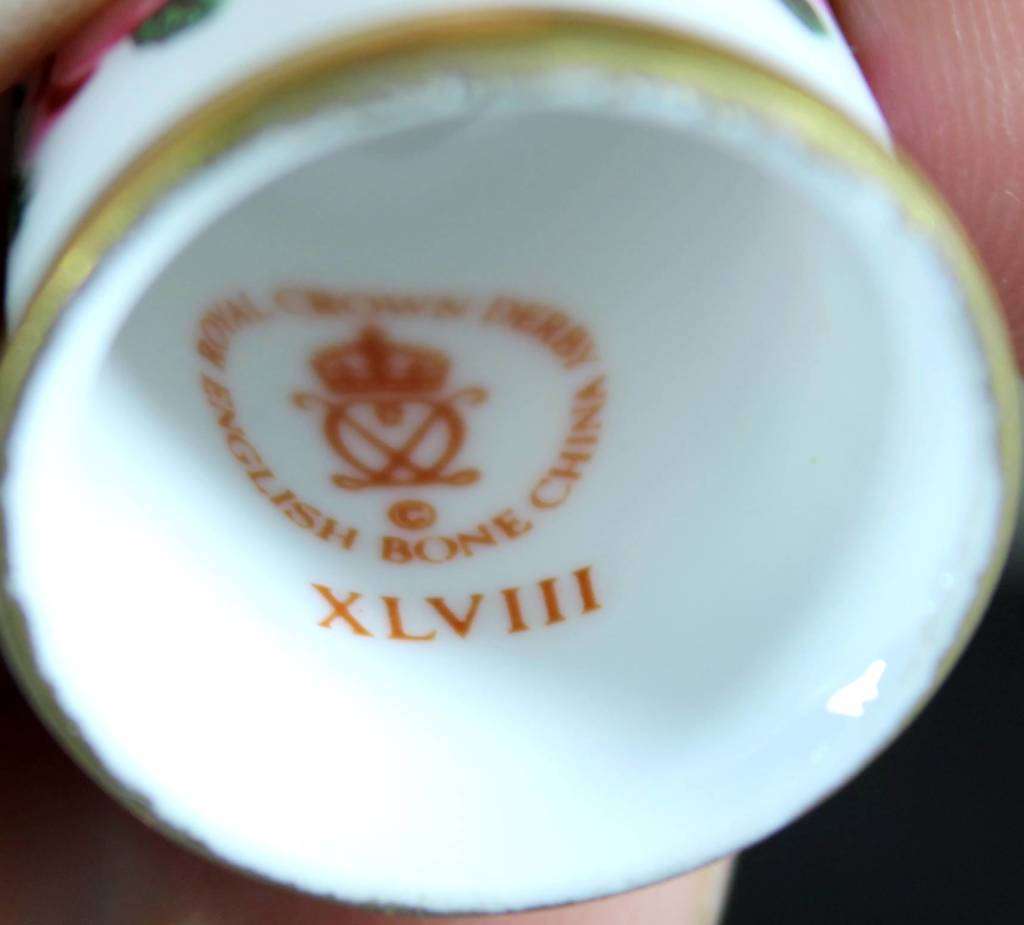 ROYAL CROWN DERBY
ENGLISH BONE CHINA
©
XLVIII